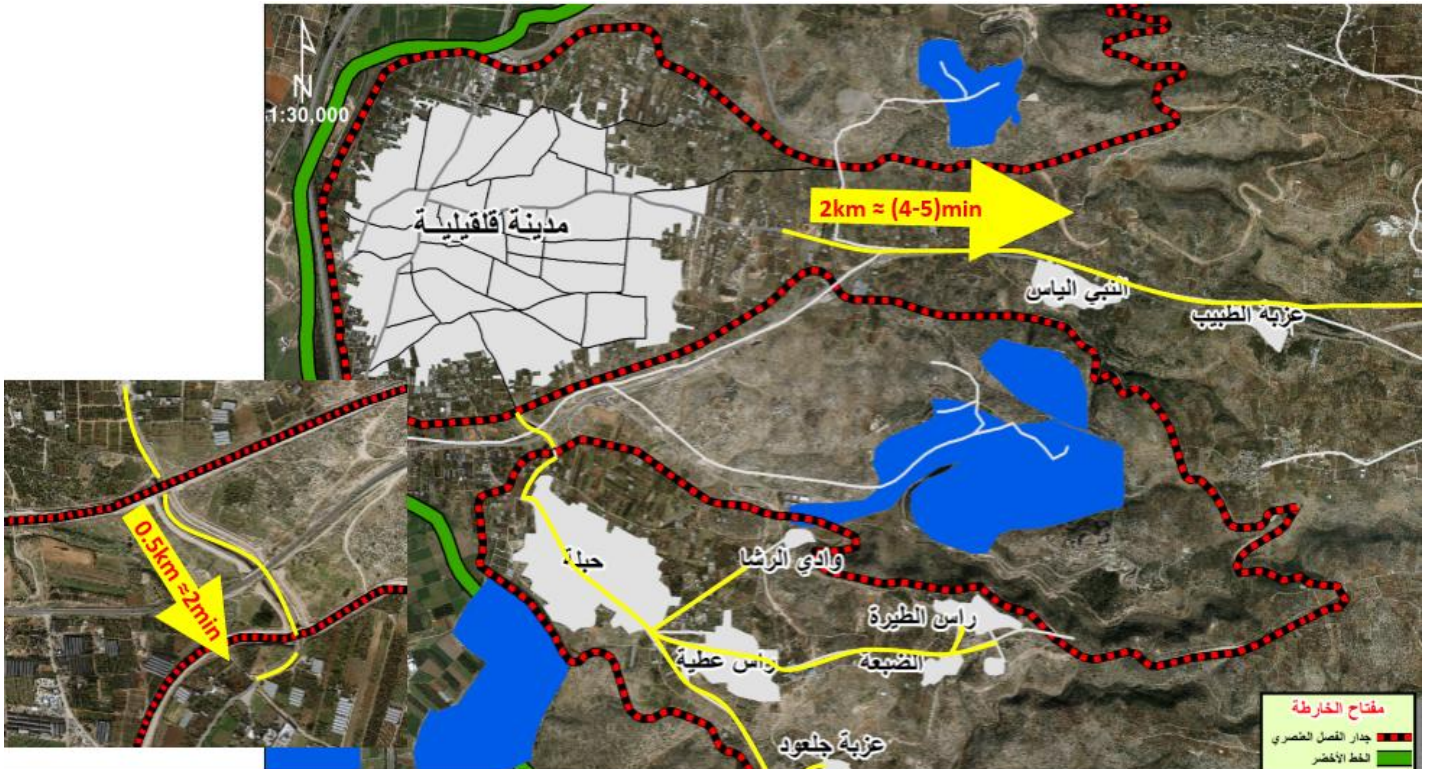 N
1:30,000
مدينة قلقيليـــة
2km ≈ (4-5)min
النبي الياس
عزبة الطبيب
0.5km ≈2min
حبلة
وادي الرشا
راس الطيرة
راس عطية
الضبعة
عزبة جلعود
مفتاح الخارطة
جدار الفصل العنصري
الخط الأخضر